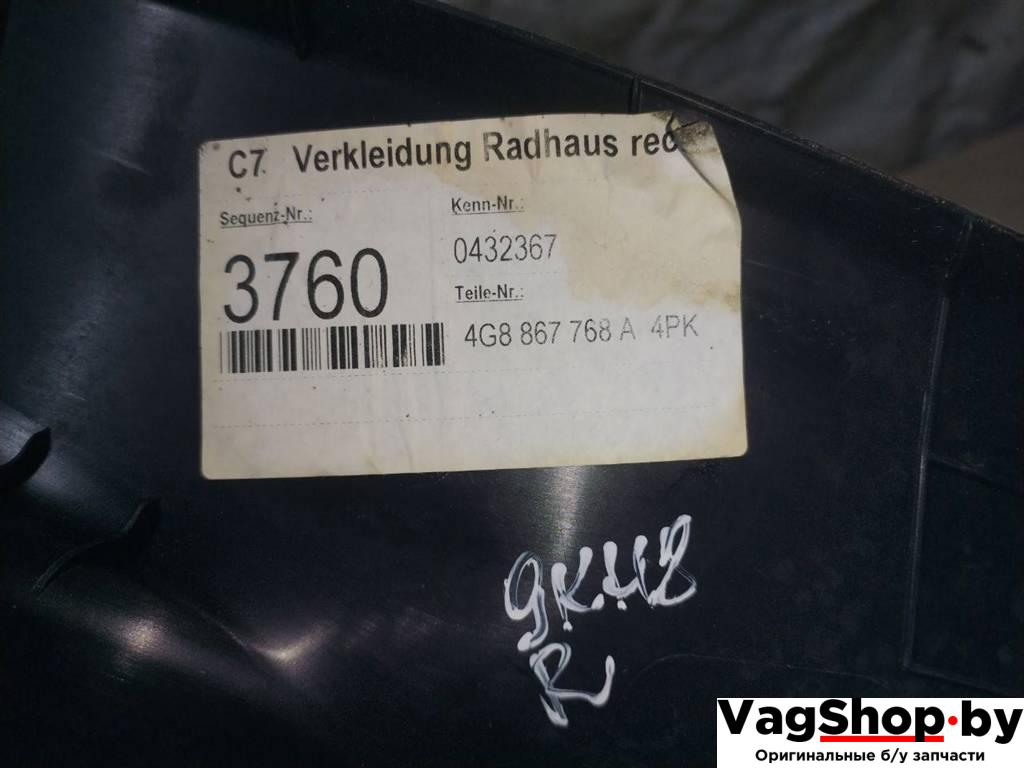 C7. Verkleidung Radhaus rec
Sequenz-Nr.:
3760
Kenn-Nr.:
0432367
Teile-Nr.:
4G8 867 768 A 4PK
9K48
R
VagShop.by
Оригинальные б/у запчасти